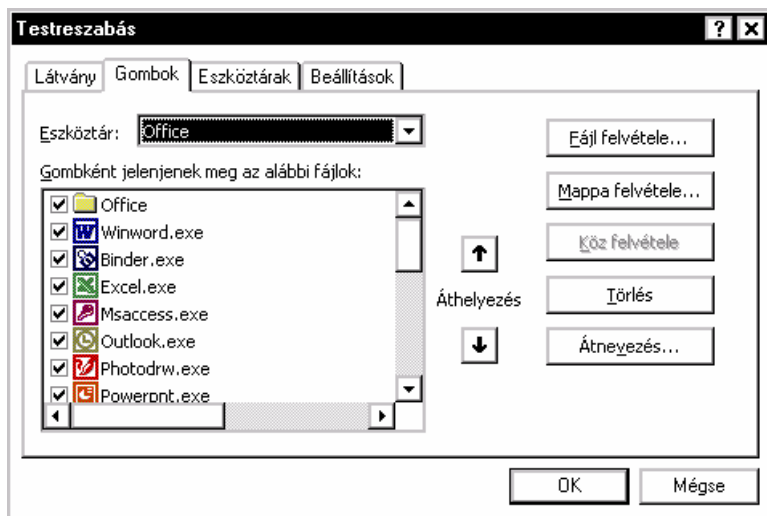 Testreszabás
Látvány Gombok Eszköztárak Beállítások
Eszköztár: Office
Gombként jelenjenek meg az alábbi fájlok:
Office
Winword.exe
Binder.exe
Excel.exe
Msaccess.exe
Outlook.exe
Photodrw.exe
Powerpnt.exe
Áthelyezés
Fájl felvétele...
Mappa felvétele...
Köz felvétele
Törlés
Átnevezés...
OK Mégse